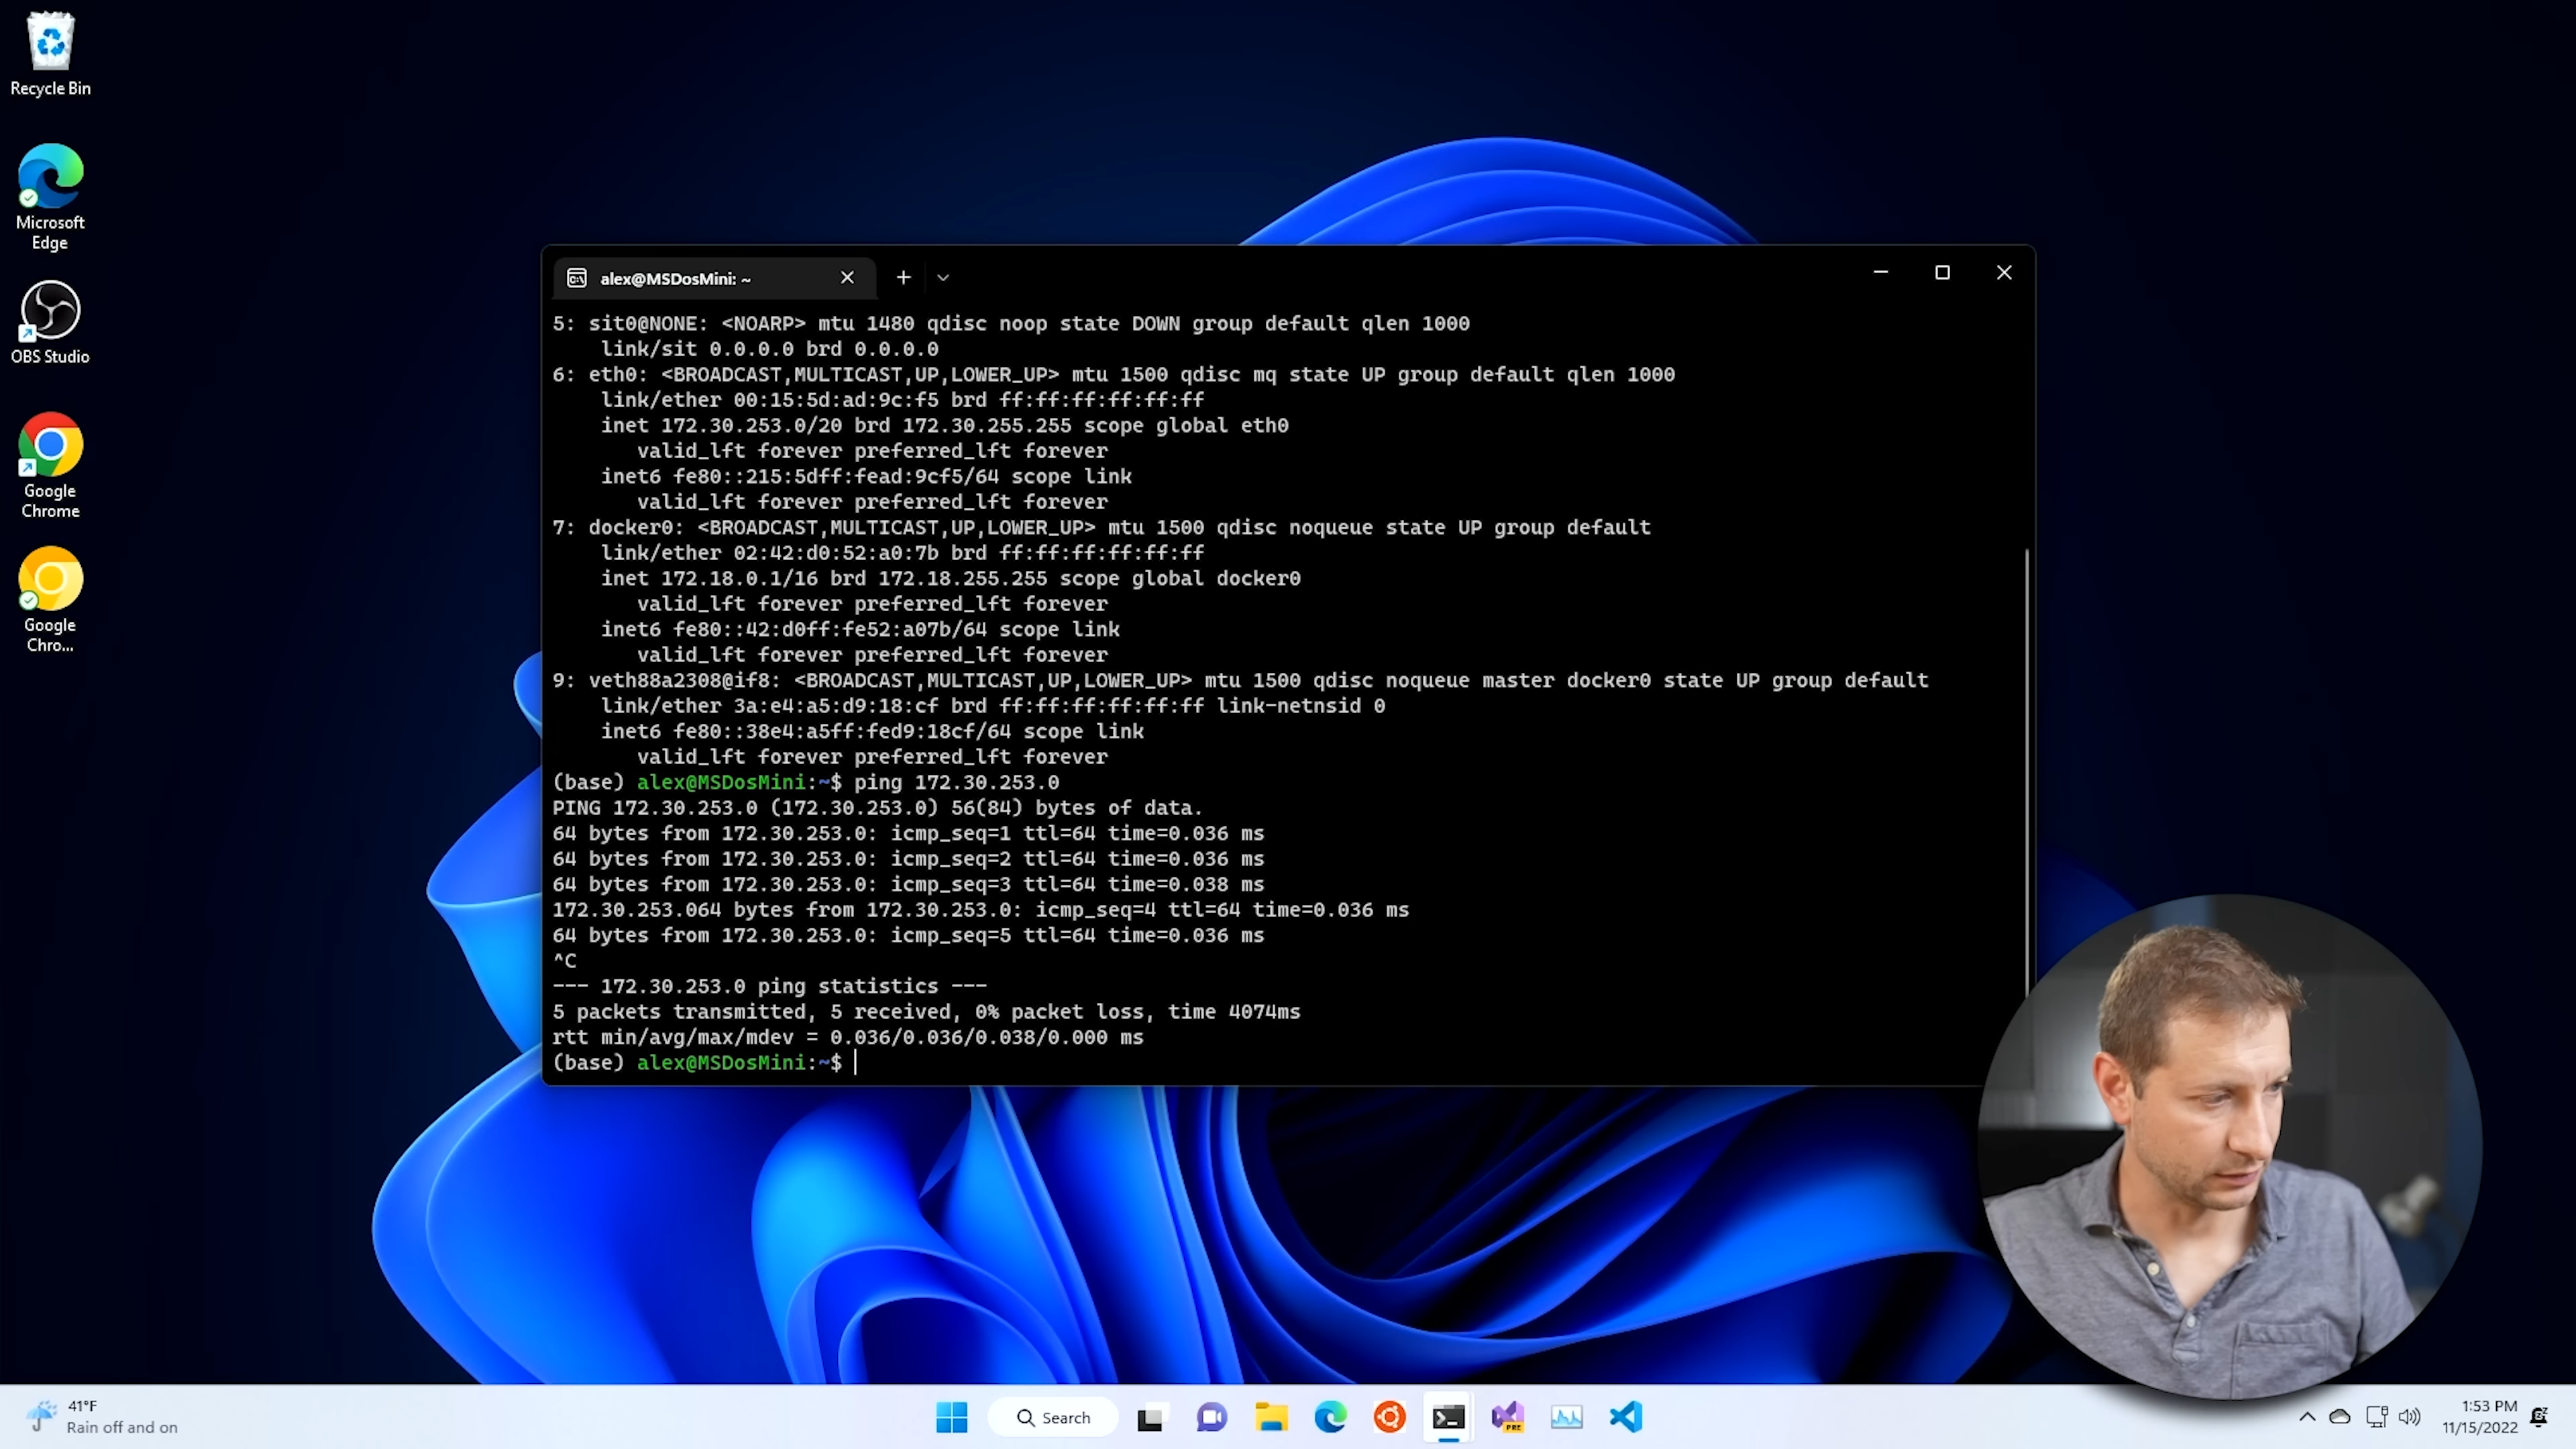 Recycle Bin
Microsoft
Edge
OBS Studio
Google
Chrome
Google
Chro...
alex@MSDosMini: ~
5: sit0@NONE: <NOARP> mtu 1480 qdisc noop state DOWN group default qlen 1000
link/sit 0.0.0.0 brd 0.0.0.0
6: eth0: <BROADCAST,MULTICAST,UP,LOWER_UP> mtu 1500 qdisc mq state UP group default qlen 1000
link/ether 00:15:5d:ad:9c:f5 brd ff:ff:ff:ff:ff:ff
inet 172.30.253.0/20 brd 172.30.255.255 scope global eth0
valid_lft forever preferred_lft forever
inet6 fe80::215:5dff:fead:9cf5/64 scope link
valid_lft forever preferred_lft forever
7: docker0: <BROADCAST,MULTICAST,UP,LOWER_UP> mtu 1500 qdisc noqueue state UP group default
link/ether 02:42:d0:52:a0:7b brd ff:ff:ff:ff:ff:ff
inet 172.18.0.1/16 brd 172.18.255.255 scope global docker0
valid_lft forever preferred_lft forever
inet6 fe80::42:d0ff:fe52:a07b/64 scope link
valid_lft forever preferred_lft forever
9: veth88a2308@if8: <BROADCAST,MULTICAST,UP,LOWER_UP> mtu 1500 qdisc noqueue master docker0 state UP group default
link/ether 3a:e4:a5:d9:18:cf brd ff:ff:ff:ff:ff:ff link-netnsid 0
inet6 fe80::38e4:a5ff:fed9:18cf/64 scope link
valid_lft forever preferred_lft forever
(base) alex@MSDosMini:~$ ping 172.30.253.0
PING 172.30.253.0 (172.30.253.0) 56(84) bytes of data.
64 bytes from 172.30.253.0: icmp_seq=1 ttl=64 time=0.036 ms
64 bytes from 172.30.253.0: icmp_seq=2 ttl=64 time=0.036 ms
64 bytes from 172.30.253.0: icmp_seq=3 ttl=64 time=0.038 ms
172.30.253.064 bytes from 172.30.253.0: icmp_seq=4 ttl=64 time=0.036 ms
64 bytes from 172.30.253.0: icmp_seq=5 ttl=64 time=0.036 ms
^C
--- 172.30.253.0 ping statistics ---
5 packets transmitted, 5 received, 0% packet loss, time 4074ms
rtt min/avg/max/mdev = 0.036/0.036/0.038/0.000 ms
(base) alex@MSDosMini:~$
41°F
Rain off and on
Search
PRE
1:53 PM
11/15/2022